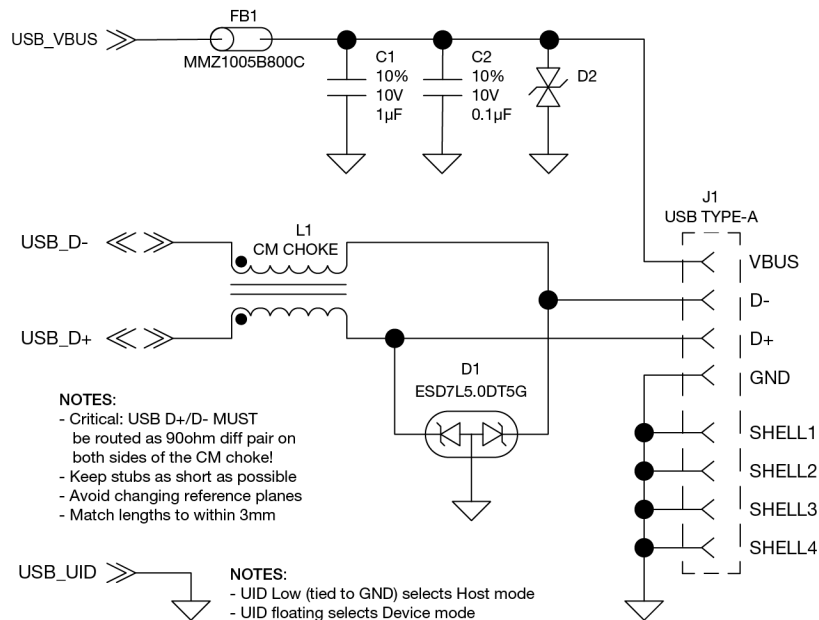 FB1
USB_VBUS
MMZ1005B800C
C1
10%
10V
1µF
C2
10%
10V
0.1µF
D2
J1
USB TYPE-A
USB_D-
L1
CM CHOKE
VBUS
D-
USB_D+
D+
D1
ESD7L5.0DT5G
GND
NOTES:
- Critical: USB D+/D- MUST
be routed as 90ohm diff pair on
both sides of the CM choke!
- Keep stubs as short as possible
- Avoid changing reference planes
- Match lengths to within 3mm
SHELL1
SHELL2
SHELL3
SHELL4
USB_UID
NOTES:
- UID Low (tied to GND) selects Host mode
- UID floating selects Device mode